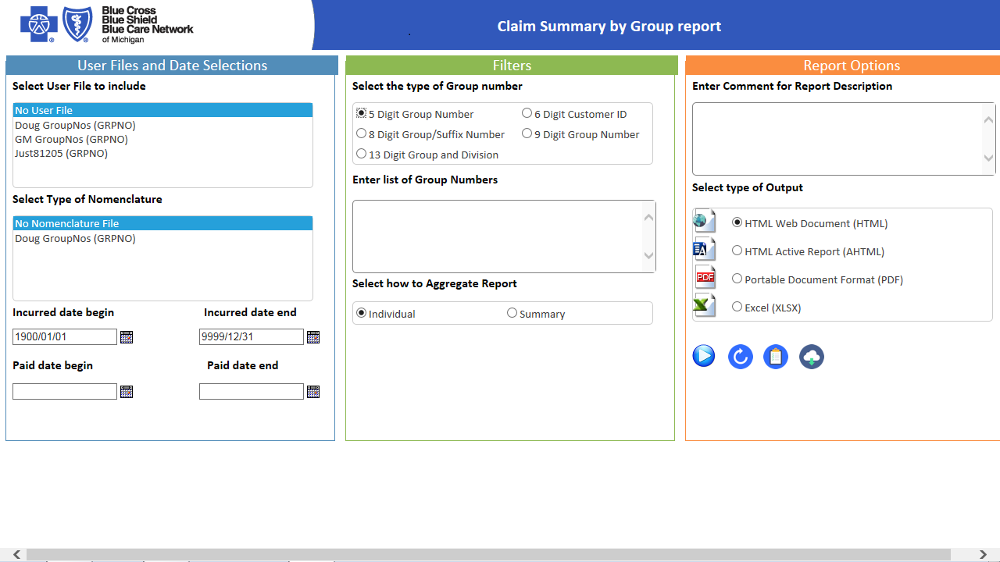 Blue Cross
Blue Shield
Blue Care Network
of Michigan
Claim Summary by Group report
User Files and Date Selections
Select User File to include
No User File
Doug GroupNos (GRPNO)
GM GroupNos (GRPNO)
Just81205 (GRPNO)
Select Type of Nomenclature
No Nomenclature File
Doug GroupNos (GRPNO)
Incurred date begin Incurred date end
1900/01/01 9999/12/31
Paid date begin Paid date end
Filters
Select the type of Group number
5 Digit Group Number 6 Digit Customer ID
8 Digit Group/Suffix Number 9 Digit Group Number
13 Digit Group and Division
Enter list of Group Numbers
Select how to Aggregate Report
Individual Summary
Report Options
Enter Comment for Report Description
Select type of Output
HTML Web Document (HTML)
HTML Active Report (AHTML)
PDF Portable Document Format (PDF)
Excel (XLSX)